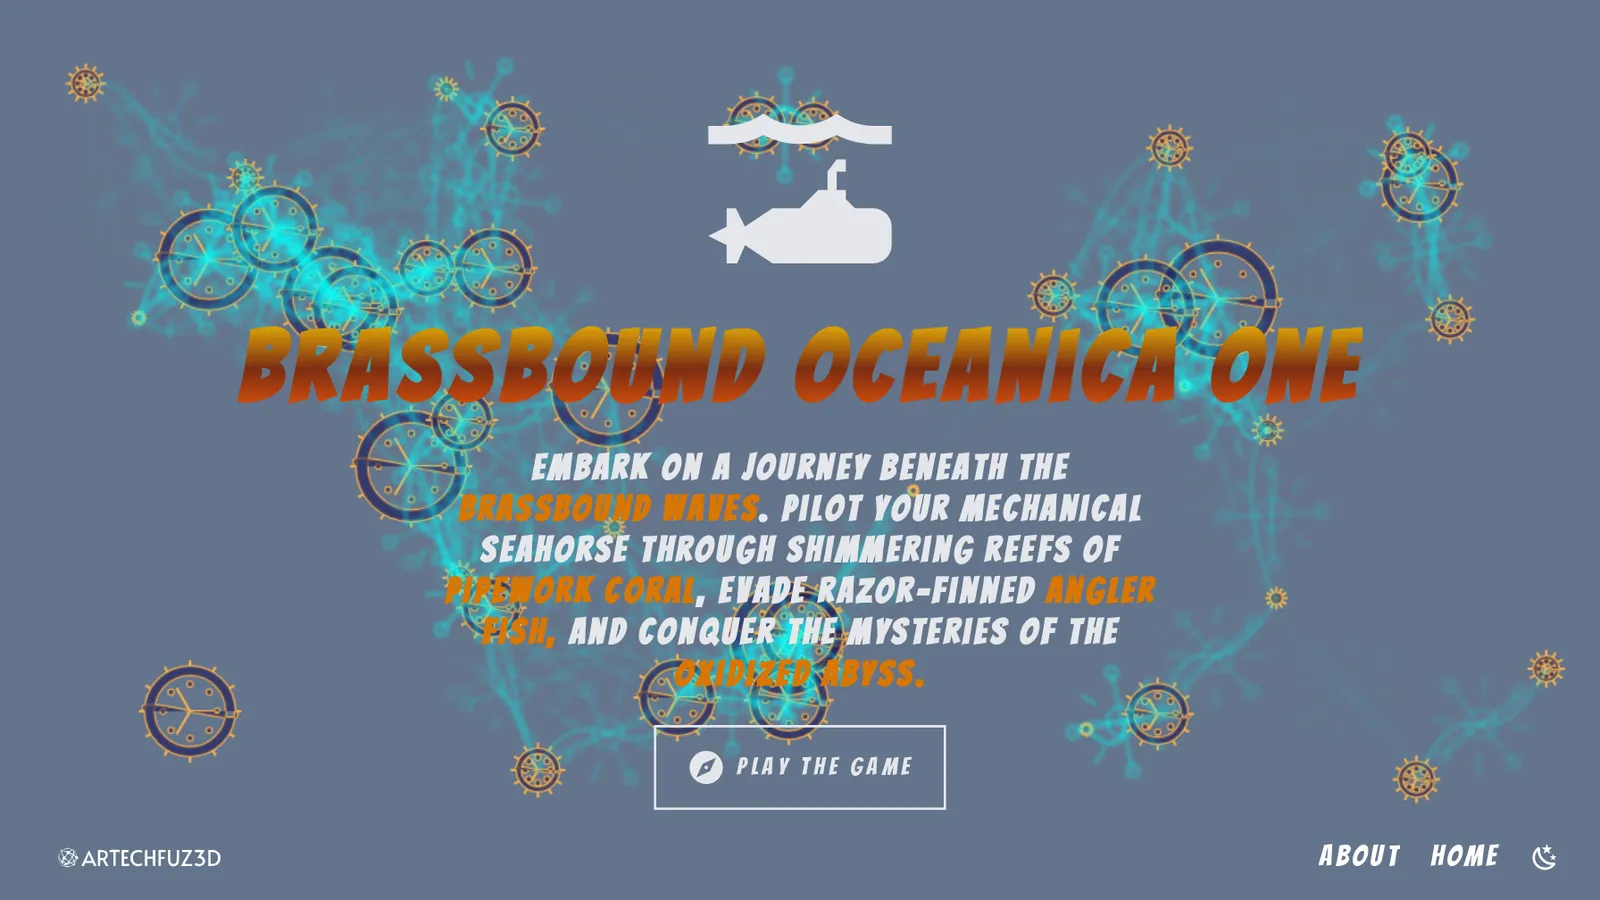 BRASSBOUND OCEANICA ONE
EMBARK ON A JOURNEY BENEATH THE
BRASSBOUND WAVES. PILOT YOUR MECHANICAL
SEAHORSE THROUGH SHIMMERING REEFS OF
PIPEWORK CORAL, EVADE RAZOR-FINNED ANGLER
FISH, AND CONQUER THE MYSTERIES OF THE
OXIDIZED ABYSS.
PLAY THE GAME
ARTECHFUZ3D
ABOUT HOME